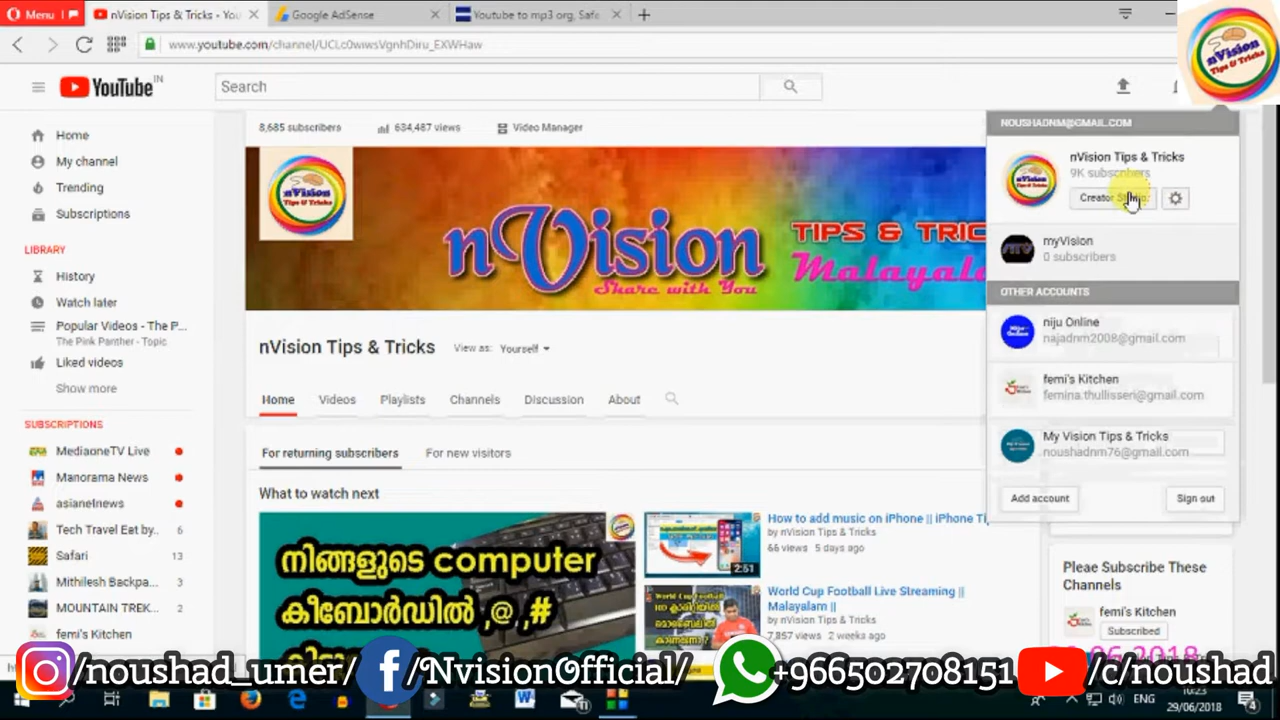 Menu
nVision Tips & Tricks - You
Google AdSense
Youtube to mp3 org, Safe
www.youtube.com/channel/UCLc0wiwsVgnhDiru_EXWHaw
nVision Tips & Tricks
YouTube IN
Search
8,685 subscribers
634,487 views
Video Manager
nVision Tips & Tricks
nVision
Share with You
TIPS & TRIC
Malayala
nVision Tips & Tricks
View as: Yourself
Home
Videos
Playlists
Channels
Discussion
About
For returning subscribers
For new visitors
What to watch next
നിങ്ങളുടെ computer
കീബോർഡിൽ ,@ ,#
How to add music on iPhone || iPhone Ti
by nVision Tips & Tricks
66 views 5 days ago
2:51
World Cup Football Live Streaming ||
Malayalam ||
by nVision Tips & Tricks
7,857 views 2 weeks ago
Home
My channel
Trending
Subscriptions
LIBRARY
History
Watch later
Popular Videos - The P...
The Pink Panther - Topic
Liked videos
Show more
SUBSCRIPTIONS
MediaoneTV Live
Manorama News
asianetnews
Tech Travel Eat by.. 6
Safari 13
Mithilesh Backpa... 3
MOUNTAIN TREK... 2
femi's Kitchen
NOUSHADNM@GMAIL.COM
nVision Tips & Tricks
9K subscribers
Creator Studio
myVision
0 subscribers
OTHER ACCOUNTS
niju Online
najadnm2008@gmail.com
femi's Kitchen
femina.thullisseri@gmail.com
My Vision Tips & Tricks
noushadnm76@gmail.com
Add account
Sign out
Pleae Subscribe These
Channels
femi's Kitchen
Subscribed
/noushad_umer/
/NvisionOfficial/
+966502708151
/c/noushad
ENG
10:23
29/06/2018